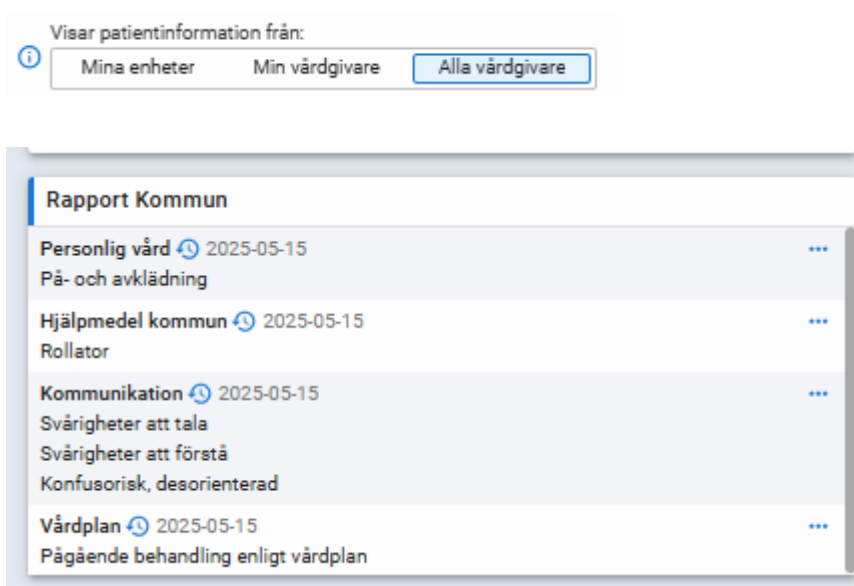 Visar patientinformation från:
Mina enheter Min vårdgivare Alla vårdgivare
Rapport Kommun
Personlig vård 2025-05-15
På- och avklädning
Hjälpmedel kommun 2025-05-15
Rollator
Kommunikation 2025-05-15
Svårigheter att tala
Svårigheter att förstå
Konfusorisk, desorienterad
Vårdplan 2025-05-15
Pågående behandling enligt vårdplan